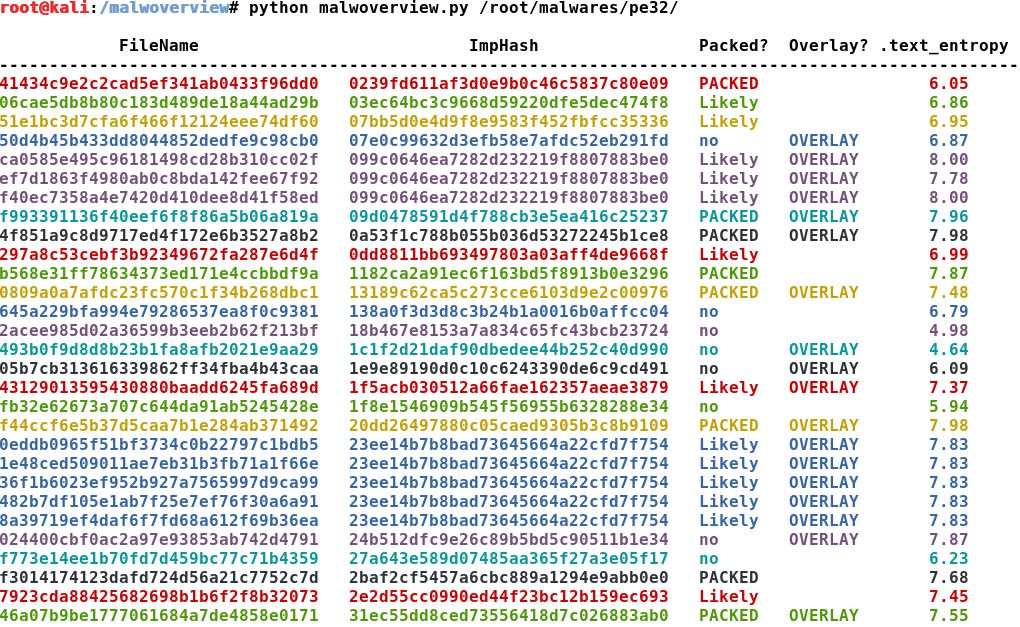 root@kali:/malwoverview# python malwoverview.py /root/malwares/pe32/
FileName ImpHash Packed? Overlay? .text_entropy
------------------------------------------------------------------------------------------------------
41434c9e2c2cad5ef341ab0433f96dd0 0239fd611af3d0e9b0c46c5837c80e09 PACKED 6.05
06cae5db8b80c183d489de18a44ad29b 03ec64bc3c9668d59220dfe5dec474f8 Likely 6.86
51e1bc3d7cfa6f466f12124eee74df60 07bb5d0e4d9f8e9583f452fbfcc35336 Likely 6.95
50d4b45b433dd8044852dedfe9c98cb0 07e0c99632d3efb58e7afdc52eb291fd no OVERLAY 6.87
ca0585e495c96181498cd28b310cc02f 099c0646ea7282d232219f8807883be0 Likely OVERLAY 8.00
ef7d1863f4980ab0c8bda142fee67f92 099c0646ea7282d232219f8807883be0 Likely OVERLAY 7.78
f40ec7358a4e7420d410dee8d41f58ed 099c0646ea7282d232219f8807883be0 Likely OVERLAY 8.00
f993391136f40eef6f8f86a5b06a819a 09d0478591d4f788cb3e5ea416c25237 PACKED OVERLAY 7.96
4f851a9c8d9717ed4f172e6b3527a8b2 0a53f1c788b055b036d53272245b1ce8 PACKED OVERLAY 7.98
297a8c53cebf3b92349672fa287e6d4f 0dd8811bb693497803a03aff4de9668f Likely 6.99
b568e31ff78634373ed171e4ccbbdf9a 1182ca2a91ec6f163bd5f8913b0e3296 PACKED 7.87
0809a0a7afdc23fc570c1f34b268dbc1 13189c62ca5c273cce6103d9e2c00976 PACKED OVERLAY 7.48
645a229bfa994e79286537ea8f0c9381 138a0f3d3d8c3b24b1a0016b0affcc04 no 6.79
2acee985d02a36599b3eeb2b62f213bf 18b467e8153a7a834c65fc43bcb23724 no 4.98
493b0f9d8d8b23b1fa8afb2021e9aa29 1c1f2d21daf90dbedee44b252c40d990 no OVERLAY 4.64
05b7cb313616339862ff34fba4b43caa 1e9e89190d0c10c6243390de6c9cd491 no OVERLAY 6.09
43129013595430880baadd6245fa689d 1f5acb030512a66fae162357aeae3879 Likely OVERLAY 7.37
fb32e62673a707c644da91ab5245428e 1f8e1546909b545f56955b6328288e34 no 5.94
f44ccf6e5b37d5caa7b1e284ab371492 20dd26497880c05caed9305b3c8b9109 PACKED OVERLAY 7.98
0eddb0965f51bf3734c0b22797c1bdb5 23ee14b7b8bad73645664a22cfd7f754 Likely OVERLAY 7.83
1e48ced509011ae7eb31b3fb71a1f66e 23ee14b7b8bad73645664a22cfd7f754 Likely OVERLAY 7.83
36f1b6023ef952b927a7565997d9ca99 23ee14b7b8bad73645664a22cfd7f754 Likely OVERLAY 7.83
482b7df105e1ab7f25e7ef76f30a6a91 23ee14b7b8bad73645664a22cfd7f754 Likely OVERLAY 7.83
8a39719ef4daf6f7fd68a612f69b36ea 23ee14b7b8bad73645664a22cfd7f754 Likely OVERLAY 7.83
024400cbf0ac2a97e93853ab742d4791 24b512dfc9e26c89b5bd5c90511b1e34 no OVERLAY 7.87
f773e14ee1b70fd7d459bc77c71b4359 27a643e589d07485aa365f27a3e05f17 no 6.23
f3014174123dafd724d56a21c7752c7d 2baf2cf5457a6cbc889a1294e9abb0e0 PACKED 7.68
7923cda88425682698b1b6f2f8b32073 2e2d55cc0990ed44f23bc12b159ec693 Likely 7.45
46a07b9be1777061684a7de4858e0171 31ec55dd8ced73556418d7c026883ab0 PACKED OVERLAY 7.55